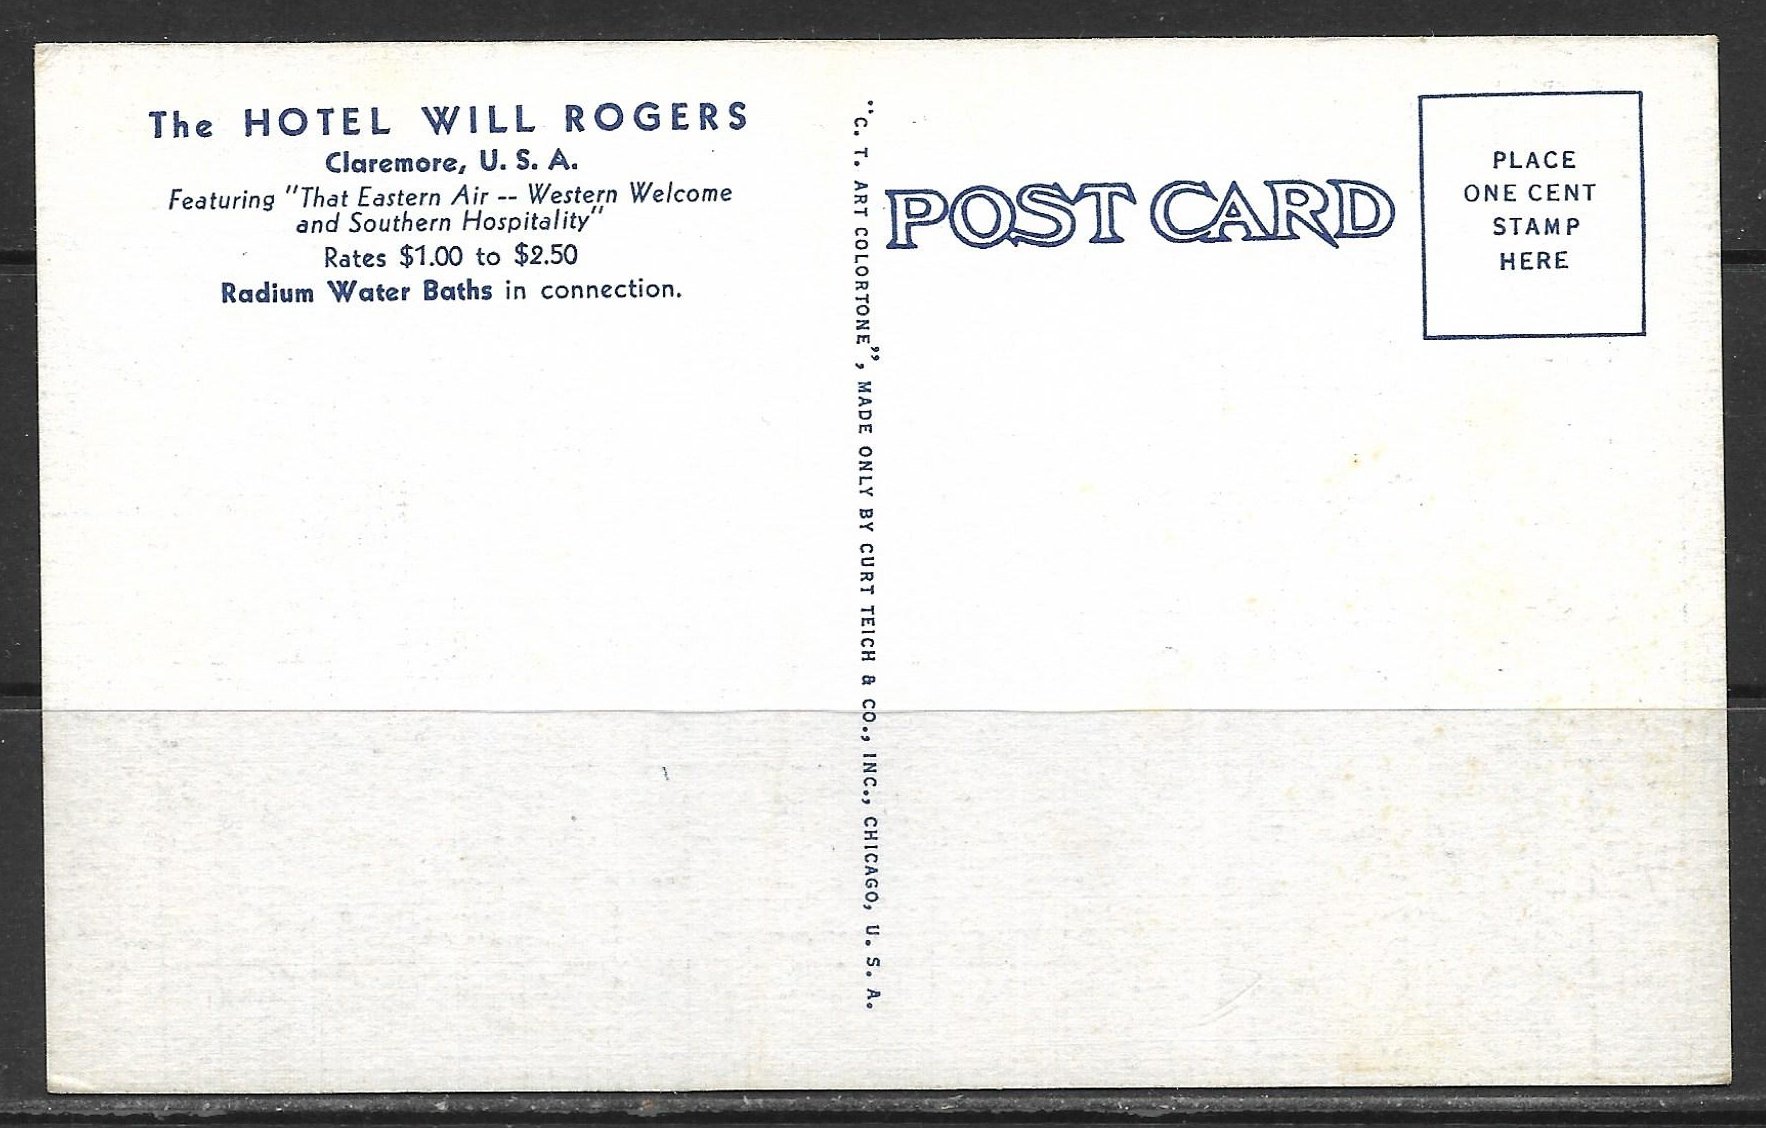 The HOTEL WILL ROGERS
Claremore, U. S. A.
Featuring "That Eastern Air -- Western Welcome
and Southern Hospitality"
Rates $1.00 to $2.50
Radium Water Baths in connection.
"C. T. ART COLORTONE", MADE ONLY BY CURT TEICH & CO., INC., CHICAGO, U. S. A.
POST CARD
PLACE
ONE CENT
STAMP
HERE